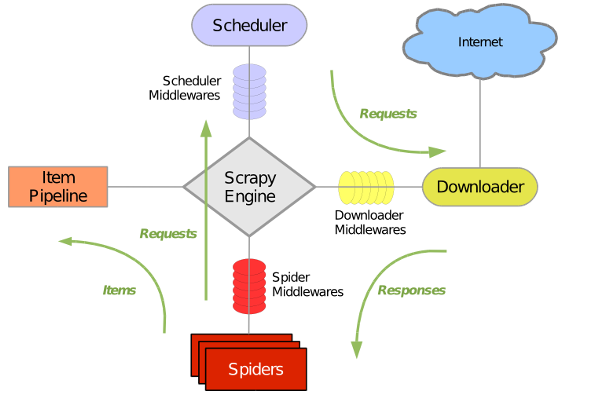 Scheduler
Internet
Scheduler
Middlewares
Requests
Item
Pipeline
Scrapy
Engine
Downloader
Downloader
Middlewares
Requests
Spider
Middlewares
Items
Responses
Spiders